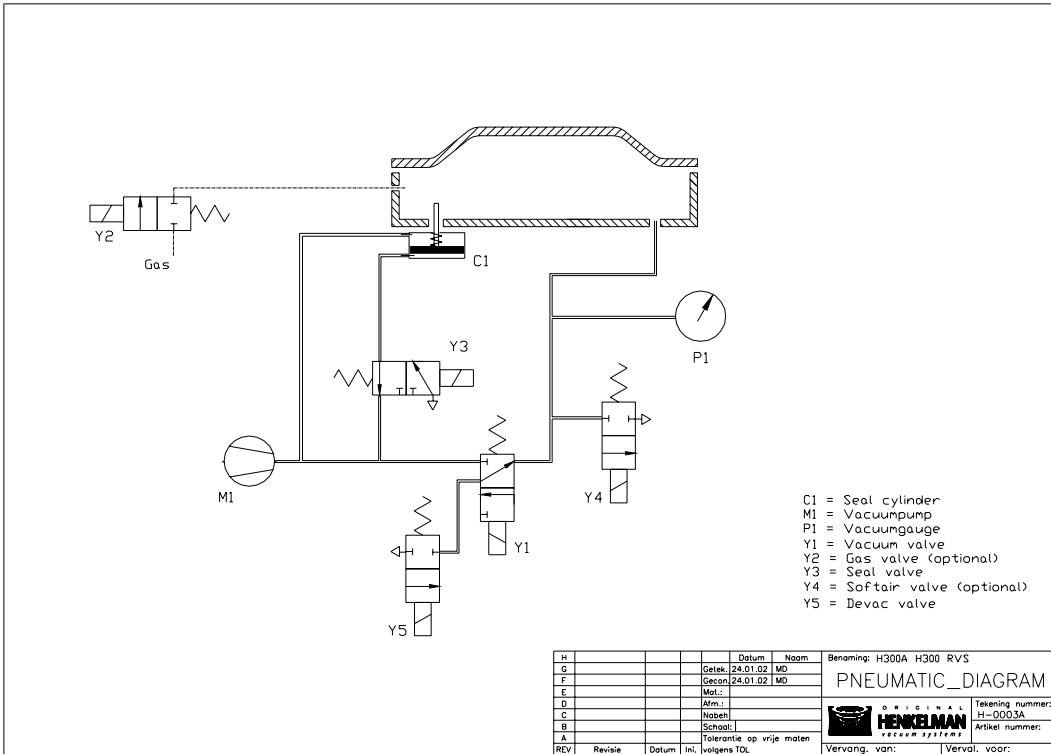 Y2
Gas
C1
P1
Y3
M1
Y4
Y1
Y5
C1 = Seal cylinder
M1 = Vacuumpump
P1 = Vacuumgauge
Y1 = Vacuum valve
Y2 = Gas valve (optional)
Y3 = Seal valve
Y4 = Softair valve (optional)
Y5 = Devac valve
H Datum Naam
G Getek. 24.01.02 MD
F Gecon. 24.01.02 MD
E Mat.:
D Afm.:
C Nabeh
B Schaal:
A Tolerantie op vrije maten
REV Revisie Datum Ini. volgens TOL
Benaming: H300A H300 RVS
PNEUMATIC_DIAGRAM
ORIGINAL
HENKELMAN
vacuum systems
Tekening nummer:
H-0003A
Artikel nummer:
Vervang. van: Verval. voor: